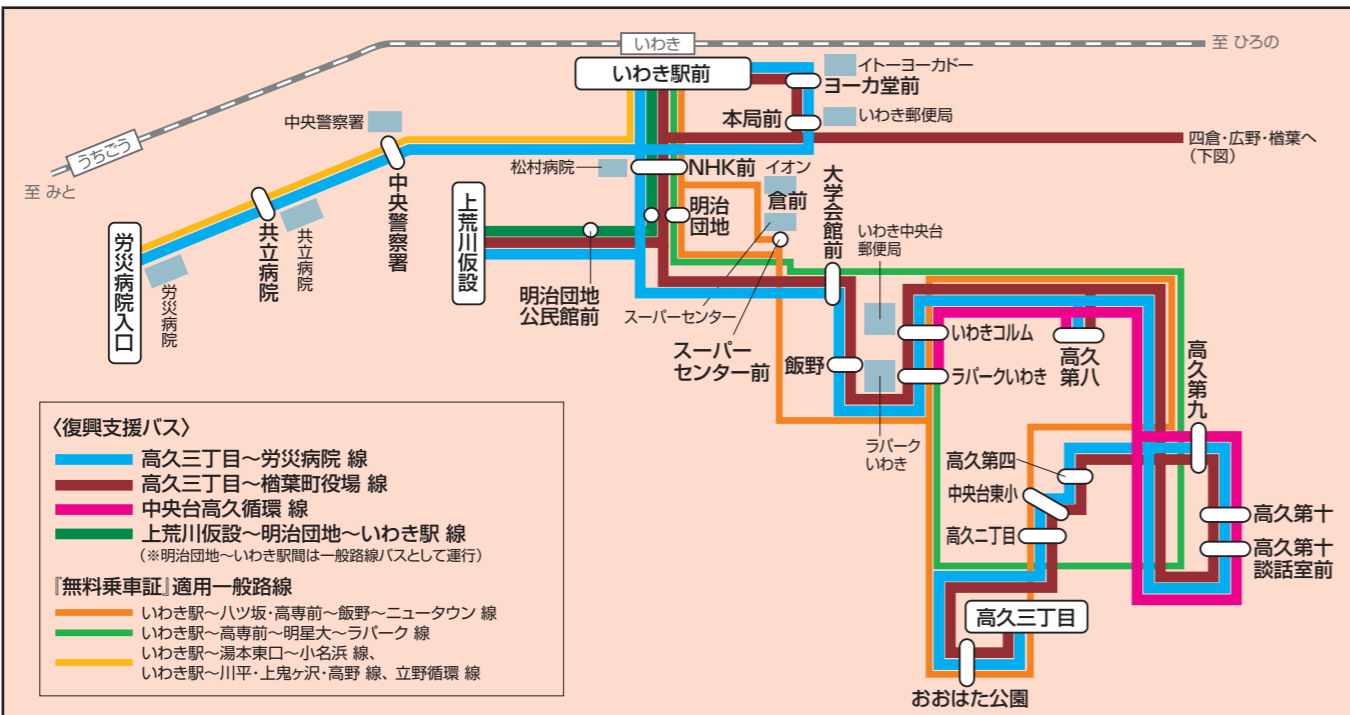 いわき
至 ひろの
いわき駅前
イトーヨーカドー
ヨーカ堂前
中央警察署
本局前
いわき郵便局
うちごう
四倉・広野・楢葉へ
(下図)
至 みと
松村病院
NHK前
イオン
倉前
中央警察署
上荒川仮設
明治
団地
大学会館前
いわき中央台
郵便局
共立病院
共立病院
労災病院入口
労災病院
明治団地
公民館前
スーパーセンター
スーパー
センター前
飯野
いわきコルム
ラパークいわき
高久第八
高久第九
ラパーク
いわき
高久第四
中央台東小
高久二丁目
高久第十
高久第十
談話室前
高久三丁目
おおはた公園
〈復興支援バス〉
高久三丁目～労災病院 線
高久三丁目～楢葉町役場 線
中央台高久循環 線
上荒川仮設～明治団地～いわき駅 線
(※明治団地～いわき駅間は一般路線バスとして運行)
『無料乗車証』適用一般路線
いわき駅～八ツ坂・高専前～飯野～ニュータウン 線
いわき駅～高専前～明星大～ラパーク 線
いわき駅～湯本東口～小名浜 線、
いわき駅～川平・上鬼ヶ沢・高野 線、立野循環 線